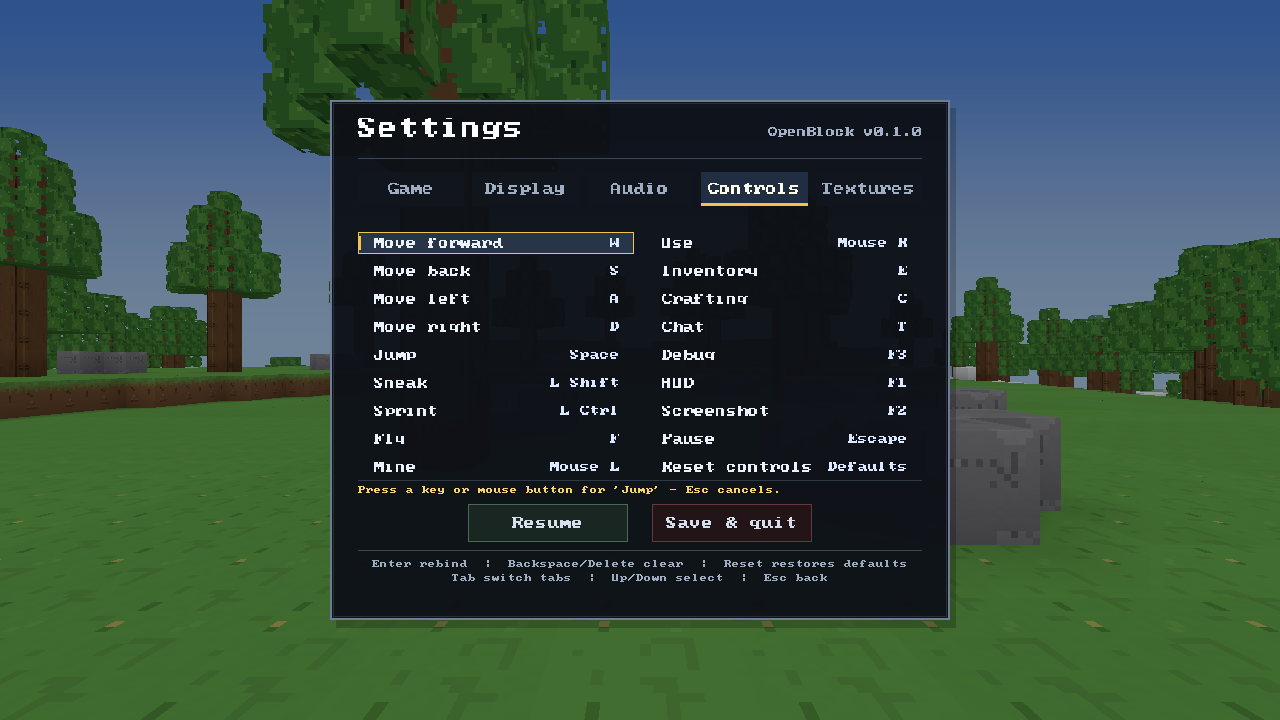 Settings
OpenBlock v0.1.0
Game Display Audio Controls Textures
Move forward W
Move back S
Move left A
Move right D
Jump Space
Sneak L Shift
Sprint L Ctrl
Fly F
Mine Mouse L
Use Mouse R
Inventory E
Crafting C
Chat T
Debug F3
HUD F1
Screenshot F2
Pause Escape
Reset controls Defaults
Press a key or mouse button for 'Jump' - Esc cancels.
Resume Save & quit
Enter rebind | Backspace/Delete clear | Reset restores defaults
Tab switch tabs | Up/Down select | Esc back